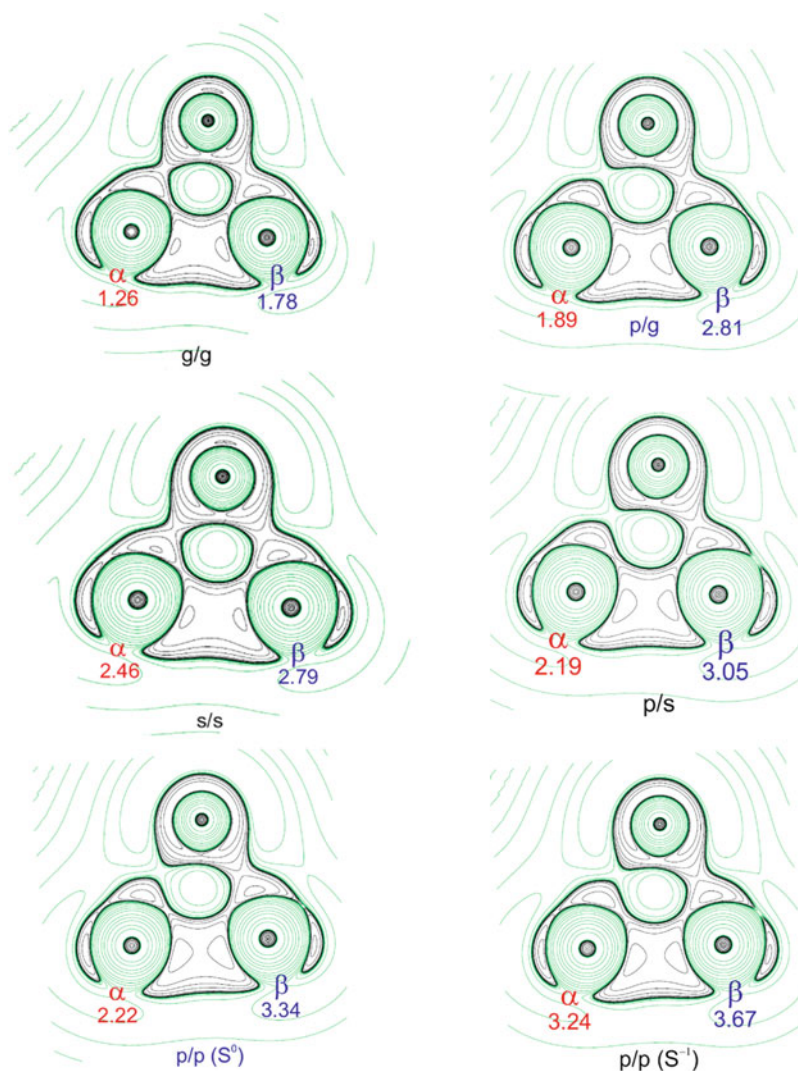 α β
1.26 1.78
g/g
α β
1.89 p/g 2.81
α β
2.46 2.79
s/s
α β
2.19 3.05
p/s
α β
2.22 3.34
p/p (S⁰)
α β
3.24 3.67
p/p (S⁻¹)